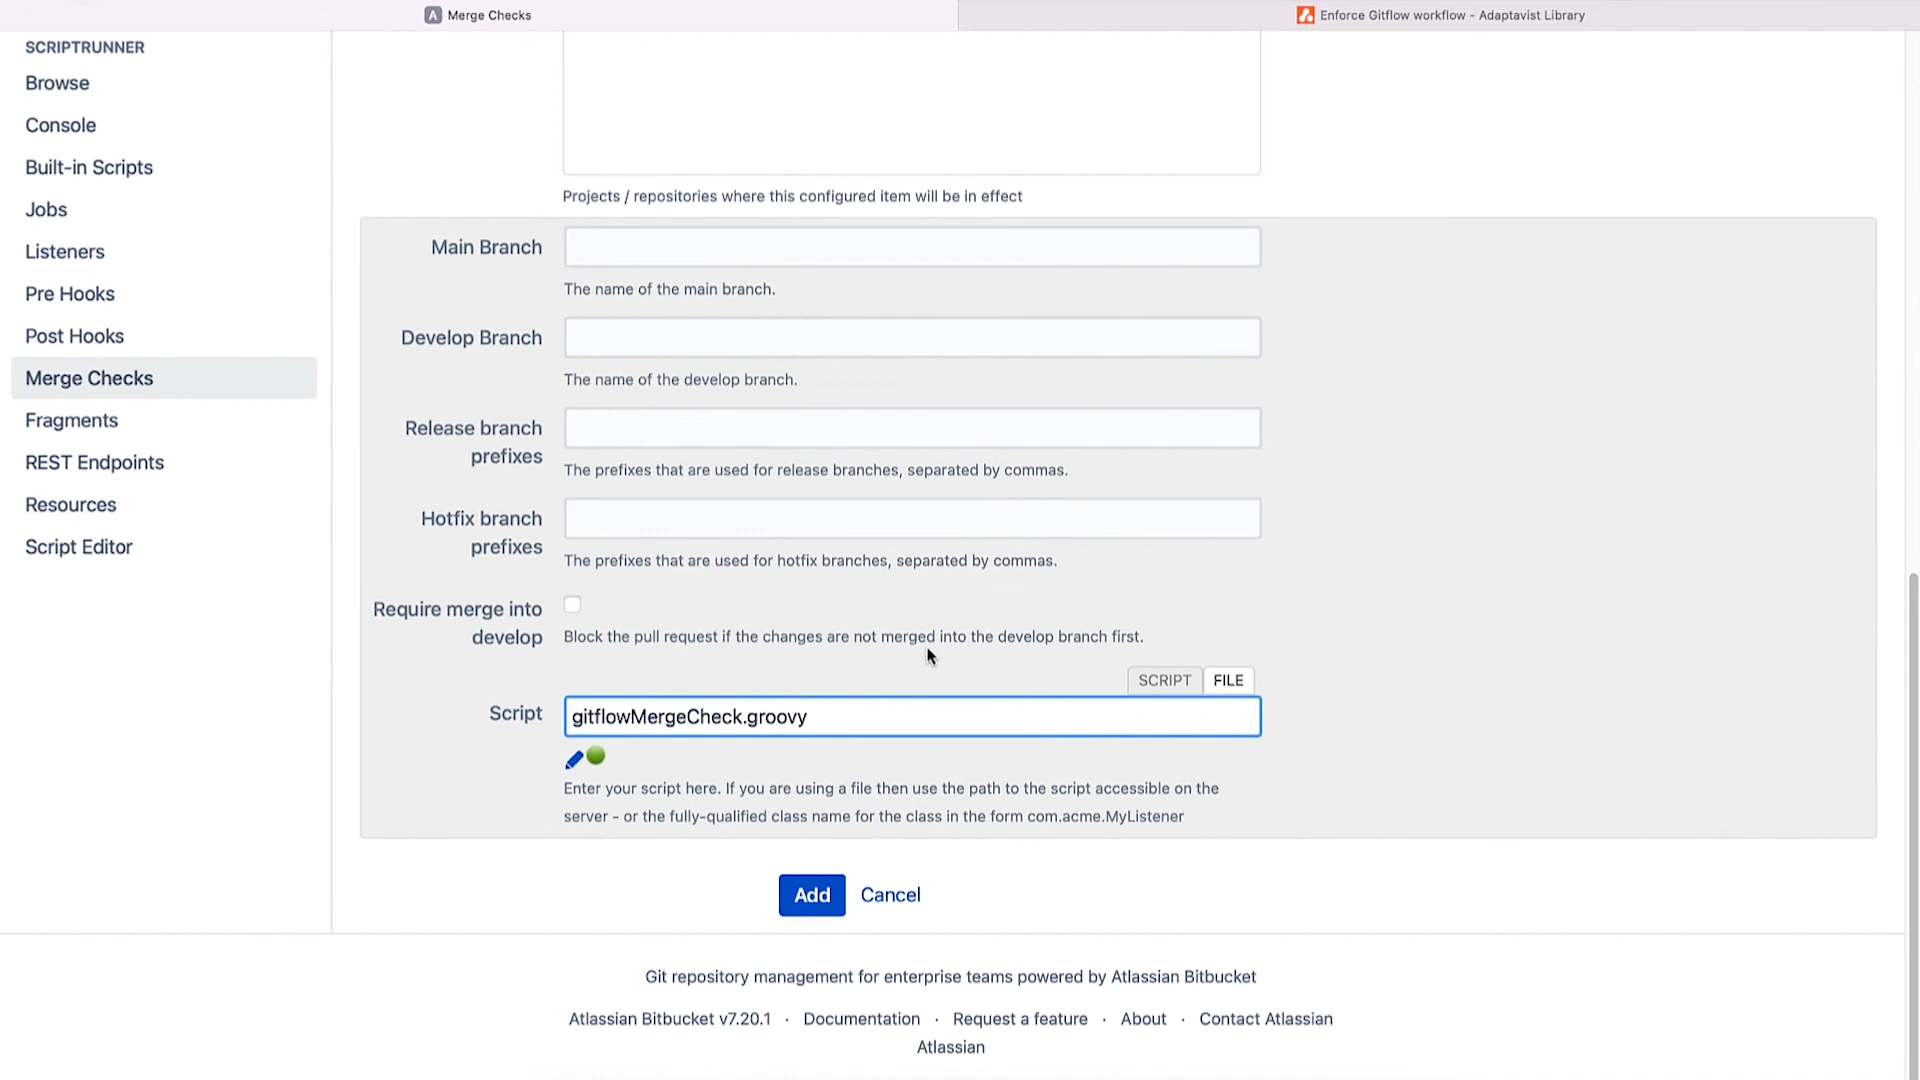 Merge Checks
Enforce Gitflow workflow - Adaptavist Library
SCRIPTRUNNER
Browse
Console
Built-in Scripts
Jobs
Listeners
Pre Hooks
Post Hooks
Merge Checks
Fragments
REST Endpoints
Resources
Script Editor
Projects / repositories where this configured item will be in effect
Main Branch
The name of the main branch.
Develop Branch
The name of the develop branch.
Release branch
prefixes
The prefixes that are used for release branches, separated by commas.
Hotfix branch
prefixes
The prefixes that are used for hotfix branches, separated by commas.
Require merge into
develop
Block the pull request if the changes are not merged into the develop branch first.
SCRIPT FILE
Script
gitflowMergeCheck.groovy
Enter your script here. If you are using a file then use the path to the script accessible on the
server - or the fully-qualified class name for the class in the form com.acme.MyListener
Add Cancel
Git repository management for enterprise teams powered by Atlassian Bitbucket
Atlassian Bitbucket v7.20.1 · Documentation · Request a feature · About · Contact Atlassian
Atlassian